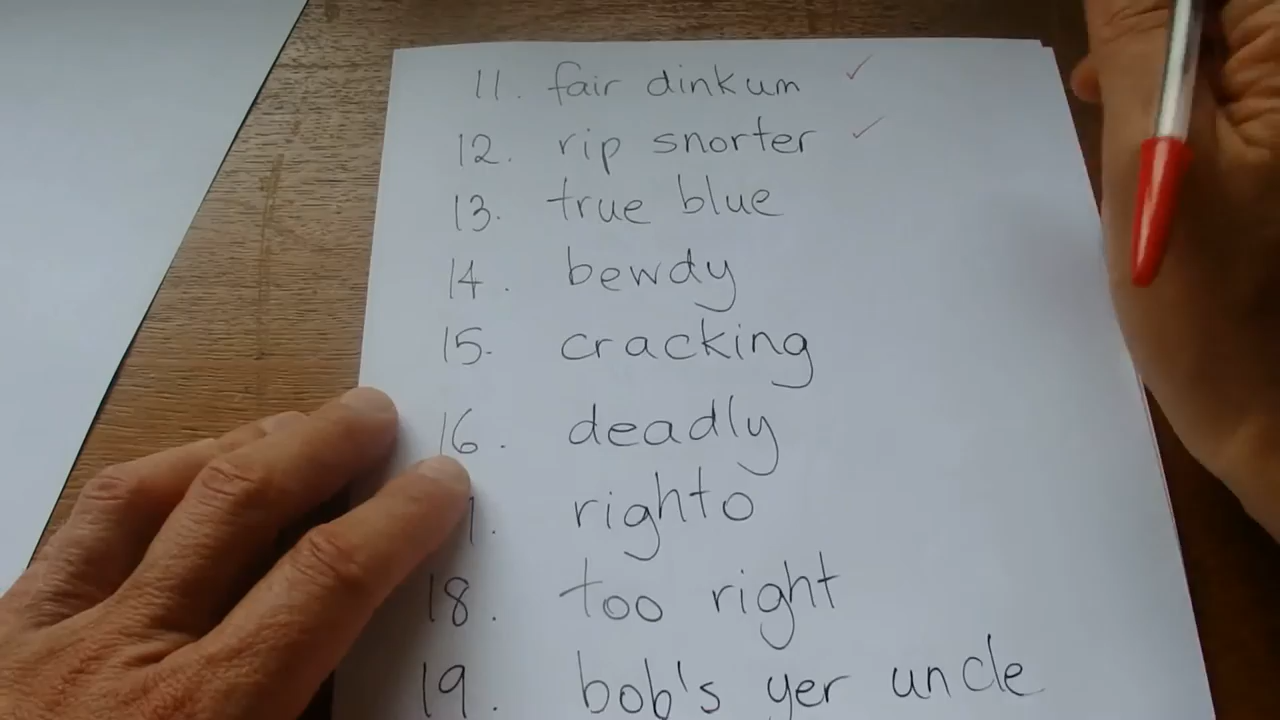 11. fair dinkum ✓
12. rip snorter ✓
13. true blue
14. bewdy
15. cracking
16. deadly
righto
18. too right
19. bob's yer uncle